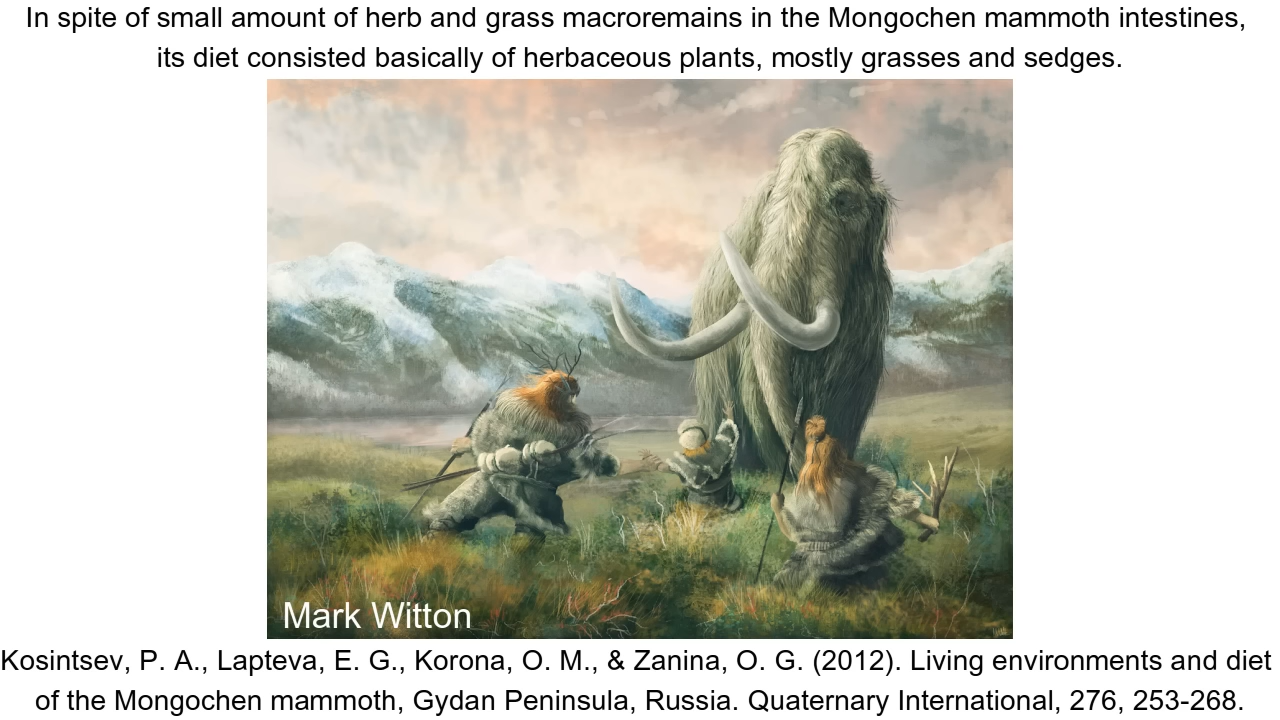 In spite of small amount of herb and grass macroremains in the Mongochen mammoth intestines,
its diet consisted basically of herbaceous plants, mostly grasses and sedges.
Mark Witton
Kosintsev, P. A., Lapteva, E. G., Korona, O. M., & Zanina, O. G. (2012). Living environments and diet
of the Mongochen mammoth, Gydan Peninsula, Russia. Quaternary International, 276, 253-268.